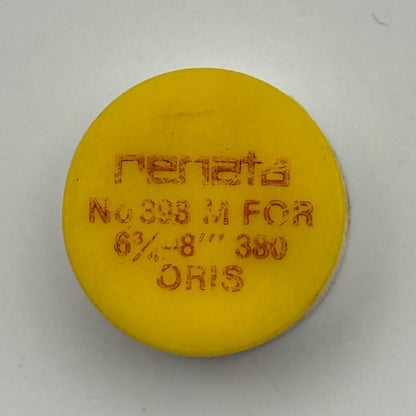 renata
No 398 M FOR
6¾-8''' 380
ORIS